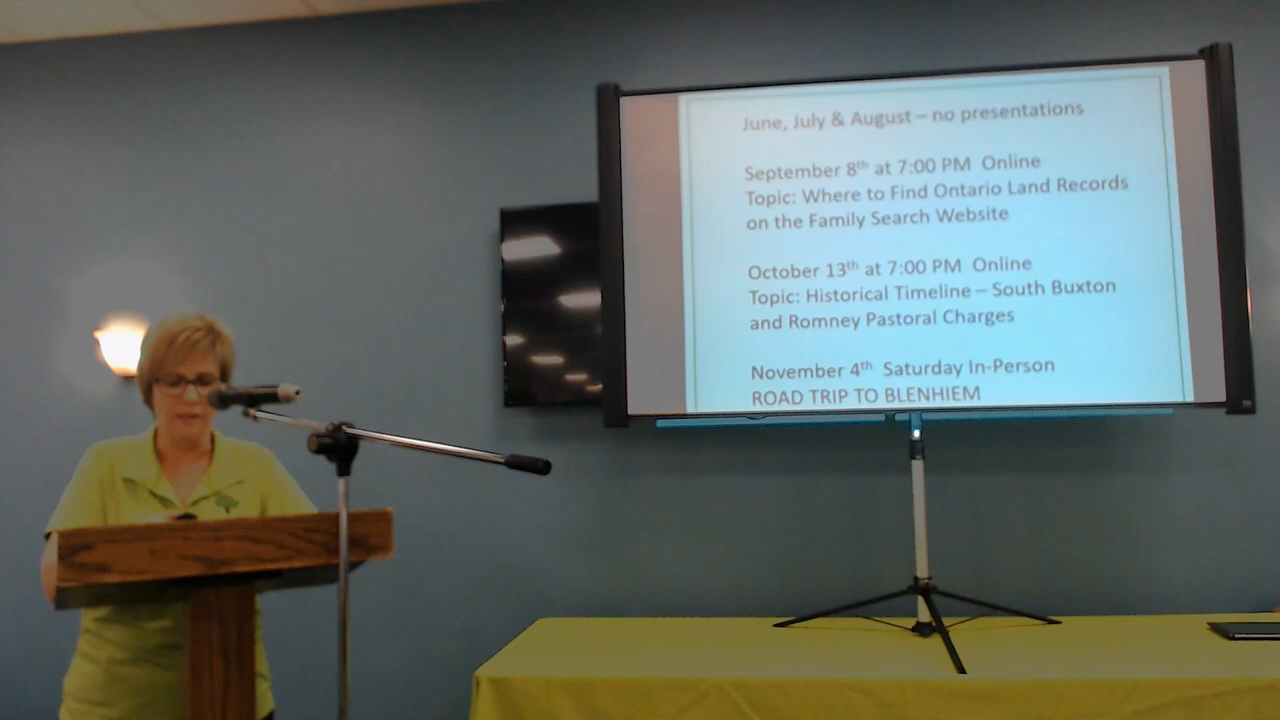 June, July & August – no presentations
September 8th at 7:00 PM Online
Topic: Where to Find Ontario Land Records
on the Family Search Website
October 13th at 7:00 PM Online
Topic: Historical Timeline – South Buxton
and Romney Pastoral Charges
November 4th Saturday In-Person
ROAD TRIP TO BLENHIEM